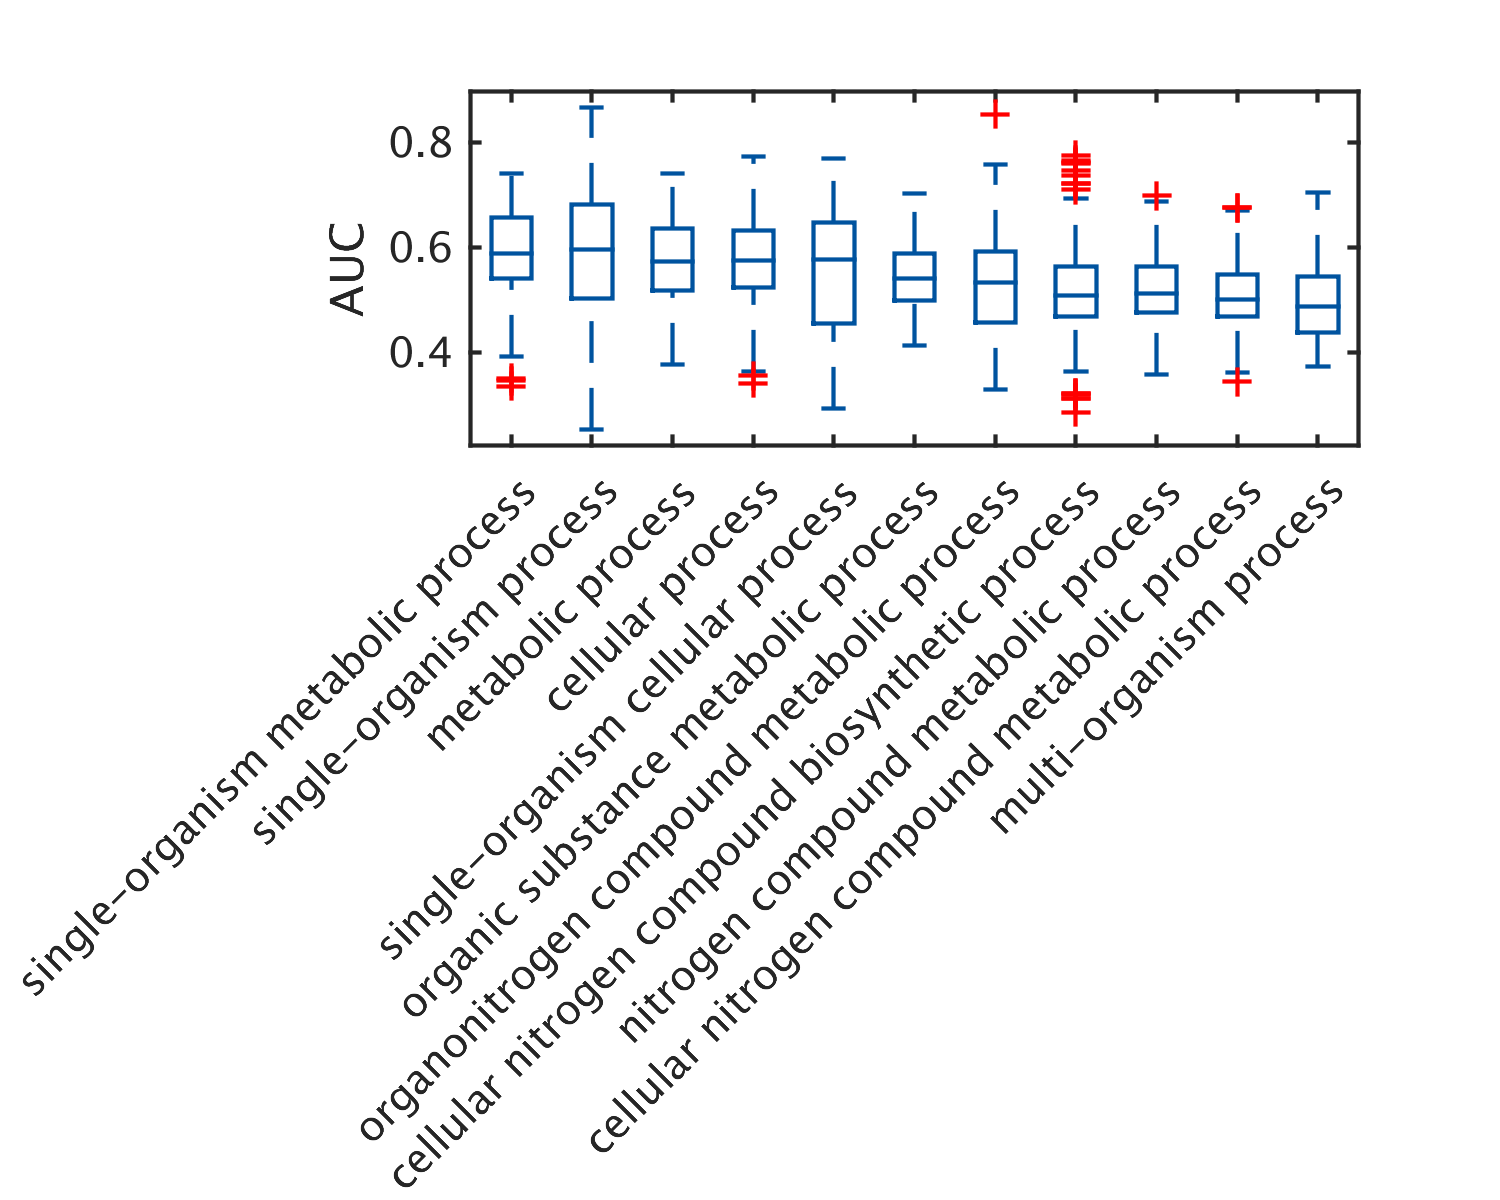 AUC
0.8
0.6
0.4
single-organism metabolic process
single-organism process
metabolic process
cellular process
single-organism cellular process
organic substance metabolic process
organonitrogen compound metabolic process
cellular nitrogen compound biosynthetic process
nitrogen compound metabolic process
cellular nitrogen compound metabolic process
multi-organism process